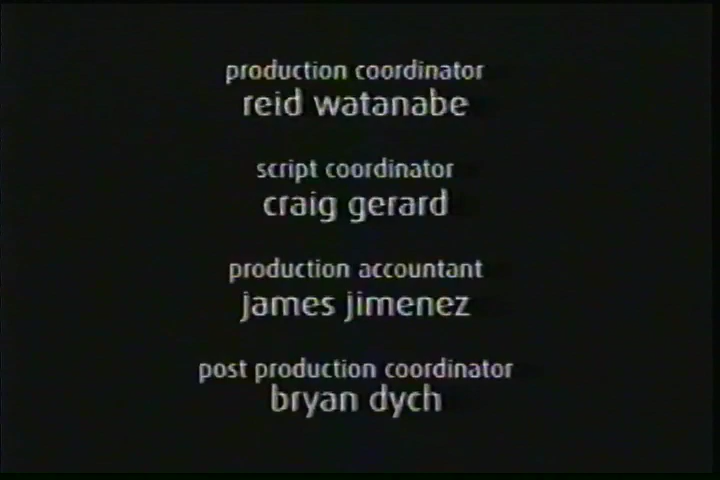 production coordinator
reid watanabe
script coordinator
craig gerard
production accountant
james jimenez
post production coordinator
bryan dych